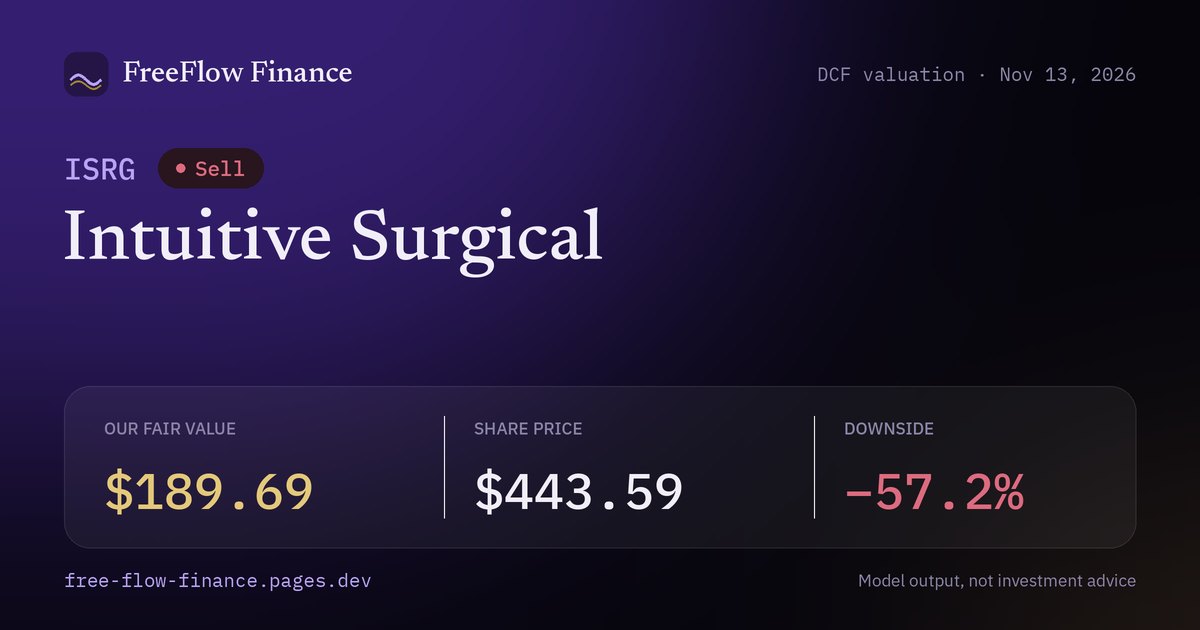 FreeFlow Finance
DCF valuation · Nov 13, 2026
ISRG
Sell
Intuitive Surgical
OUR FAIR VALUE
$189.69
SHARE PRICE
$443.59
DOWNSIDE
−57.2%
free-flow-finance.pages.dev
Model output, not investment advice